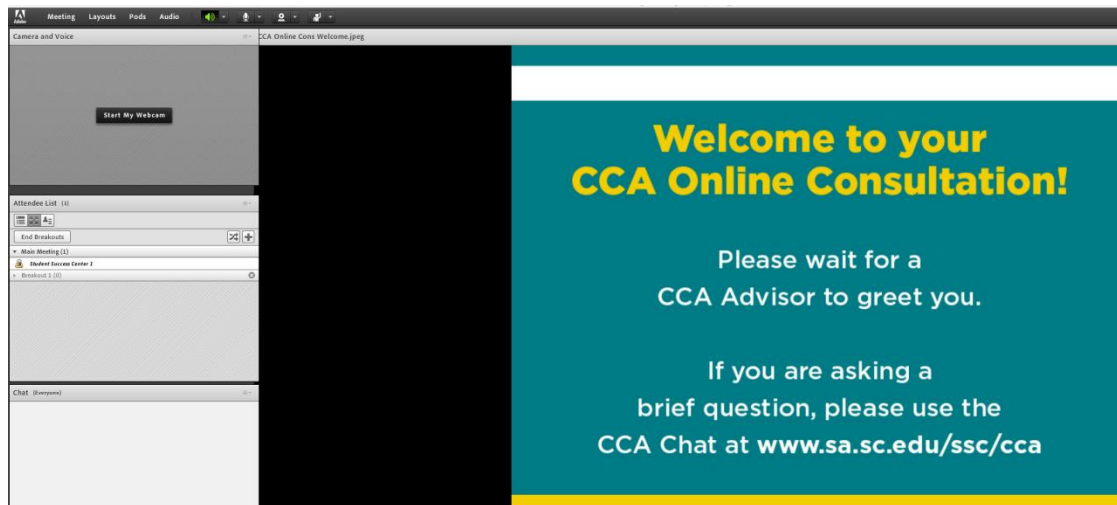 Adobe
Meeting Layouts Pods Audio
Camera and Voice
Start My Webcam
Attendee List (1)
End Breakouts
Main Meeting (1)
Student Success Center 1
Breakout 1 (0)
Chat (Everyone)
CCA Online Cons Welcome.jpeg
Welcome to your
CCA Online Consultation!
Please wait for a
CCA Advisor to greet you.
If you are asking a
brief question, please use the
CCA Chat at www.sa.sc.edu/ssc/cca